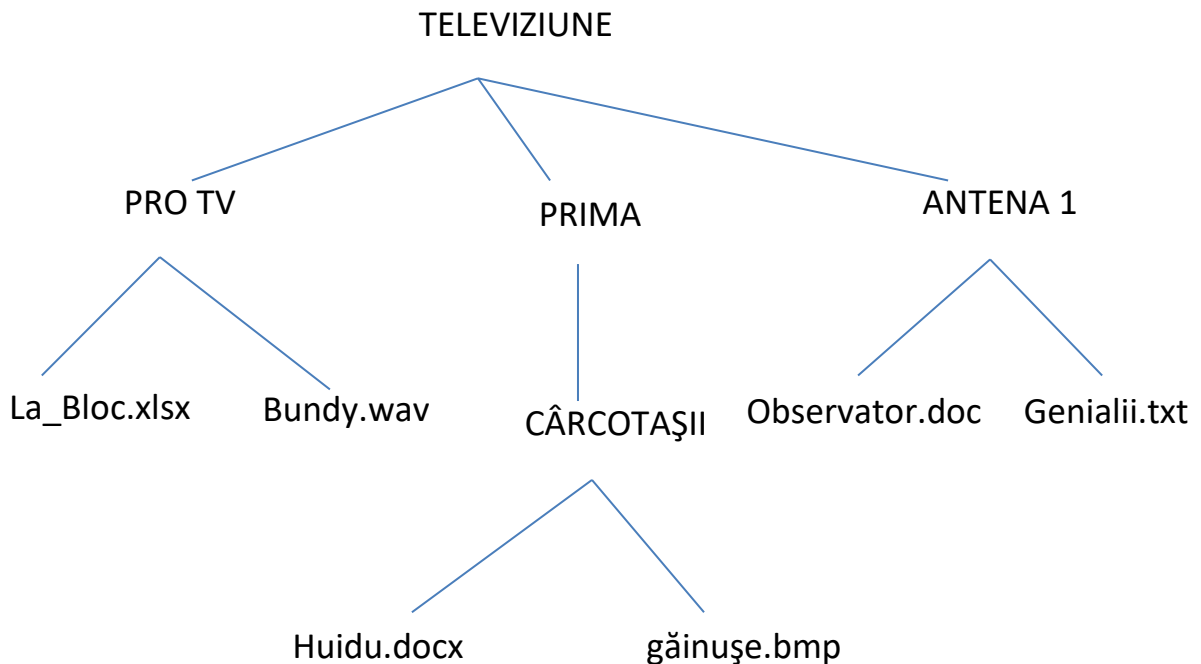 TELEVIZIUNE
PRO TV
PRIMA
ANTENA 1
La_Bloc.xlsx
Bundy.wav
CÂRCOTAŞII
Observator.doc
Genialii.txt
Huidu.docx
găinuşe.bmp